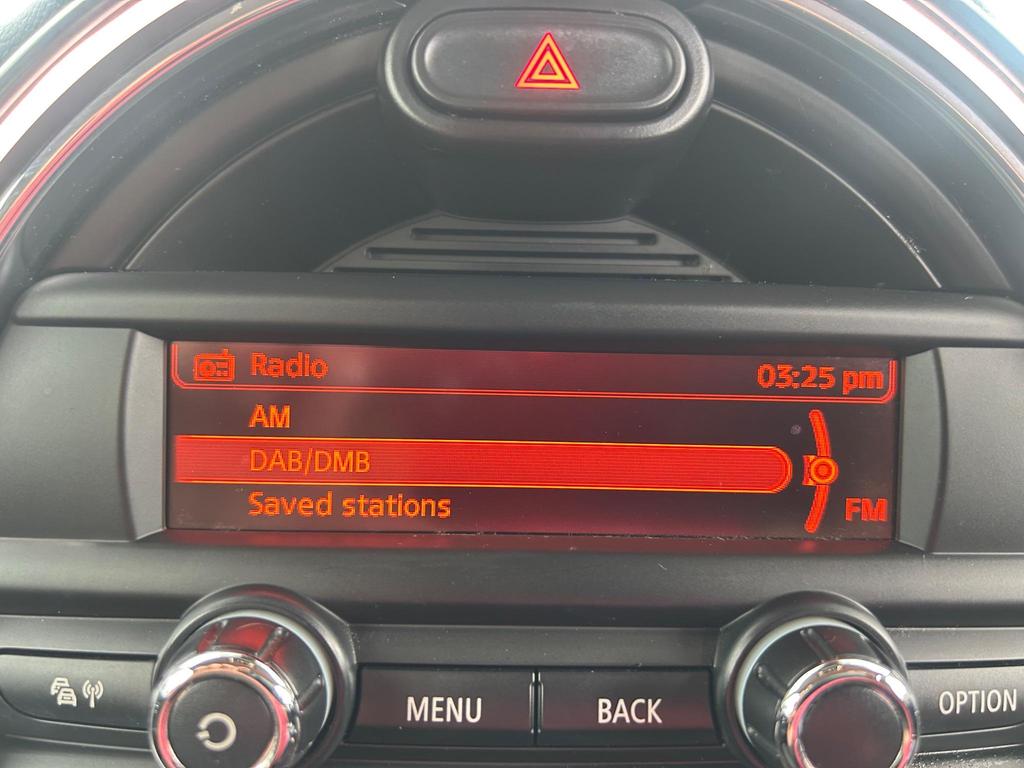 Radio
03:25 pm
AM
DAB/DMB
Saved stations
FM
MENU
BACK
OPTION